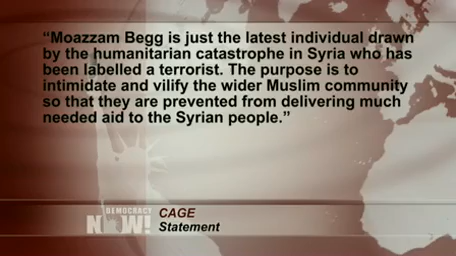 “Moazzam Begg is just the latest individual drawn
by the humanitarian catastrophe in Syria who has
been labelled a terrorist. The purpose is to
intimidate and vilify the wider Muslim community
so that they are prevented from delivering much
needed aid to the Syrian people.”
DEMOCRACY
NOW!
CAGE
Statement